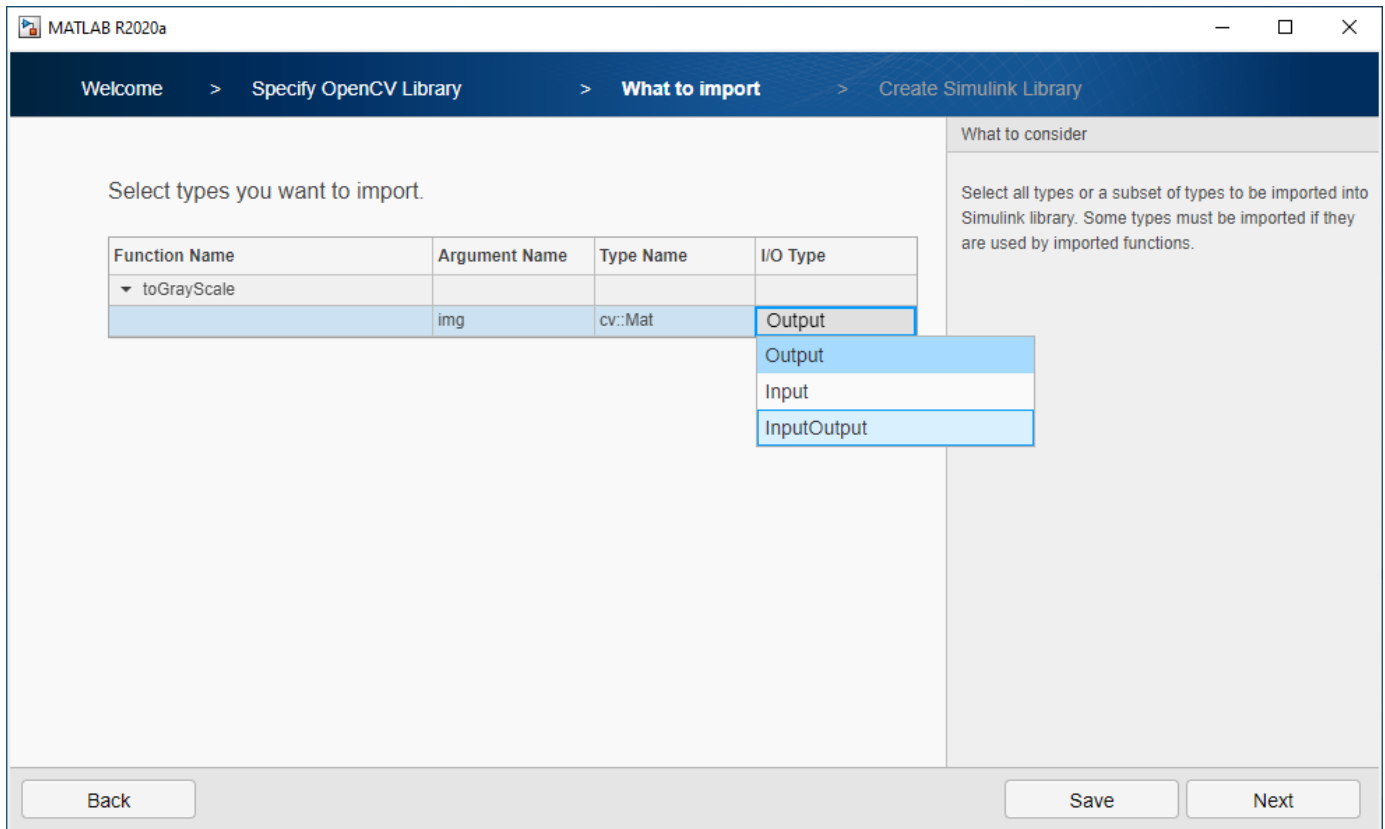 MATLAB R2020a
Welcome > Specify OpenCV Library > What to import > Create Simulink Library
What to consider
Select all types or a subset of types to be imported into
Simulink library. Some types must be imported if they
are used by imported functions.
Select types you want to import.
Function Name Argument Name Type Name I/O Type
toGrayScale
img cv::Mat Output
Output
Input
InputOutput
Back Save Next